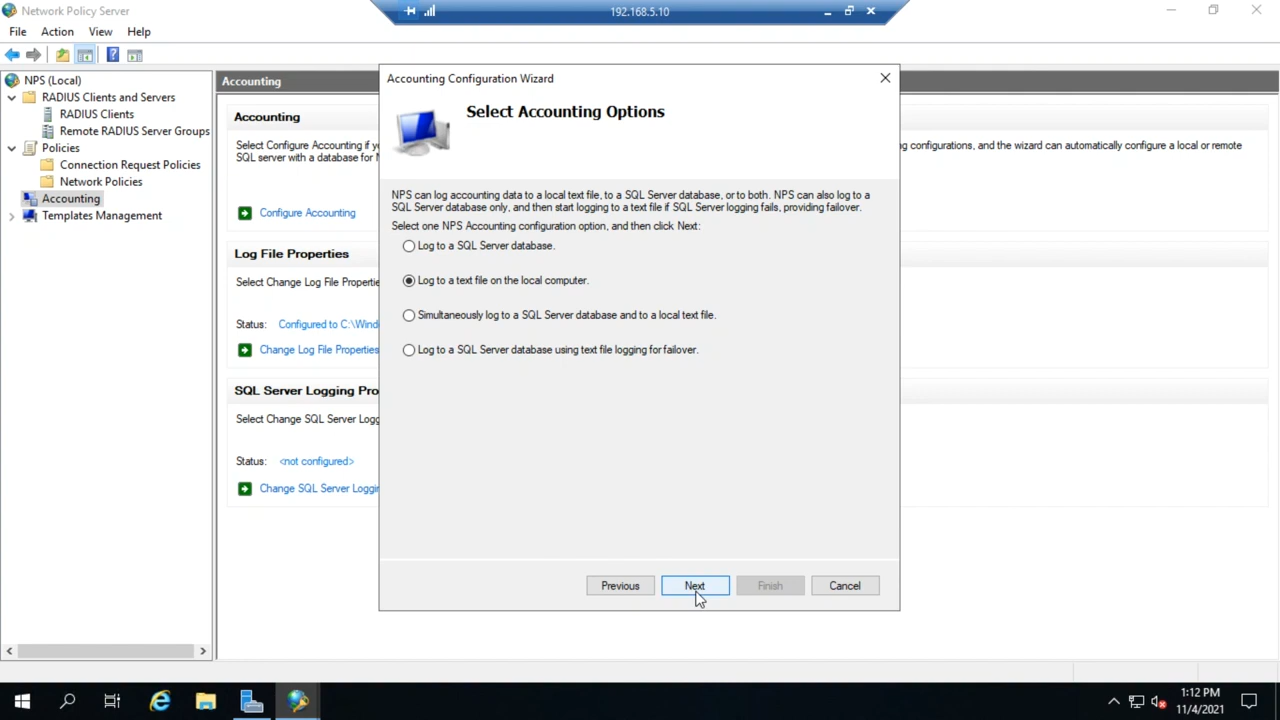 Network Policy Server
192.168.5.10
File Action View Help
NPS (Local)
RADIUS Clients and Servers
RADIUS Clients
Remote RADIUS Server Groups
Policies
Connection Request Policies
Network Policies
Accounting
Templates Management
Accounting
Accounting
Select Configure Accounting if
SQL server with a database for
ng configurations, and the wizard can automatically configure a local or remote
Configure Accounting
Log File Properties
Select Change Log File
Status: Configured to
Change Log File Properties
SQL Server Logging
Select Change SQL Server
Status: <not configured>
Change SQL Server
Accounting Configuration Wizard
Select Accounting Options
NPS can log accounting data to a local text file, to a SQL Server database, or to both. NPS can also log to a
SQL Server database only, and then start logging to a text file if SQL Server logging fails, providing failover.
Select one NPS Accounting configuration option, and then click Next:
Log to a SQL Server database.
Log to a text file on the local computer.
Simultaneously log to a SQL Server database and to a local text file.
Log to a SQL Server database using text file logging for failover.
Previous Next Finish Cancel
1:12 PM
11/4/2021